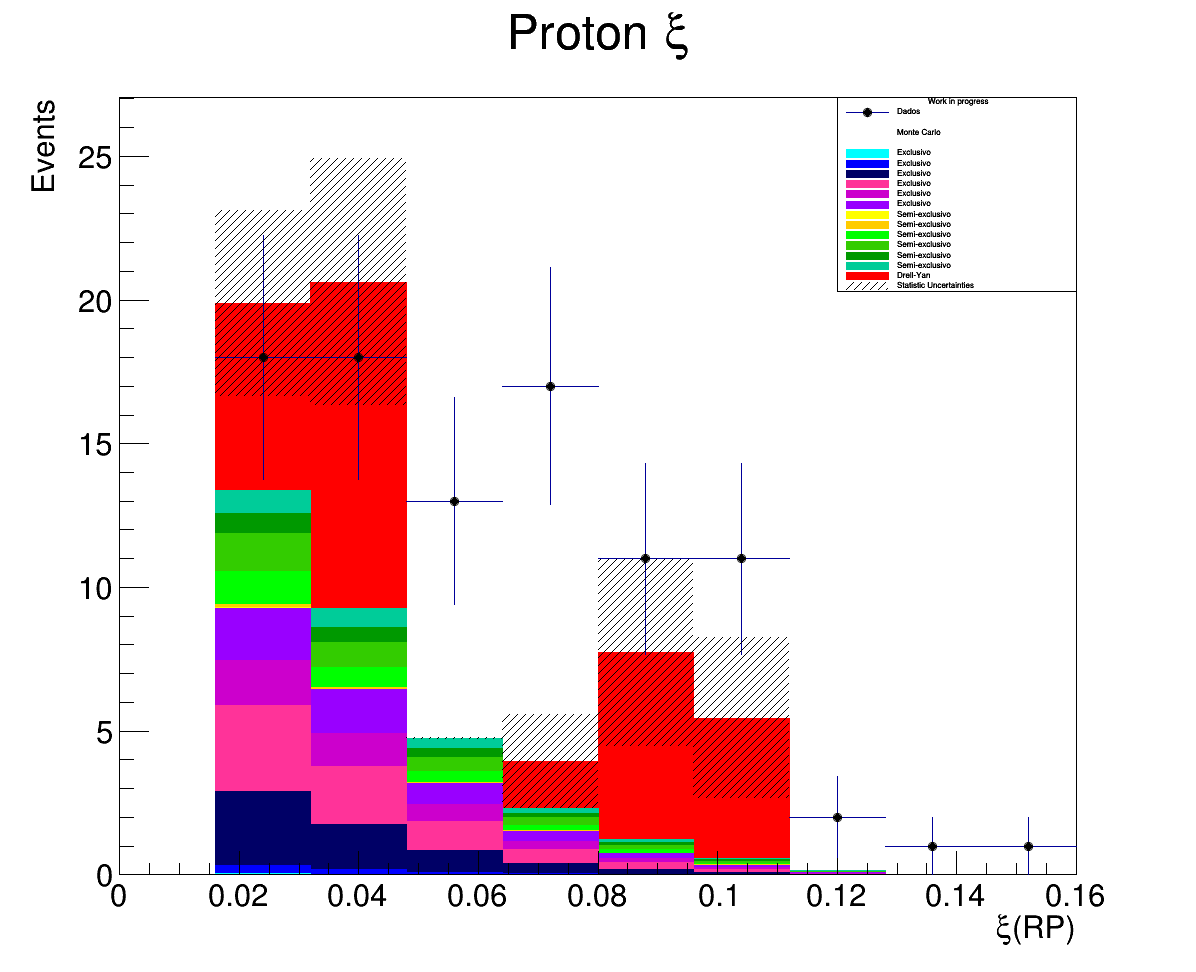 Proton ξ
Events
Work in progress
Dados
Monte Carlo
Exclusivo
Exclusivo
Exclusivo
Exclusivo
Exclusivo
Exclusivo
Semi-exclusivo
Semi-exclusivo
Semi-exclusivo
Semi-exclusivo
Semi-exclusivo
Semi-exclusivo
Drell-Yan
Statistic Uncertainties
25
20
15
10
5
0
0 0.02 0.04 0.06 0.08 0.1 0.12 0.14 0.16
ξ(RP)